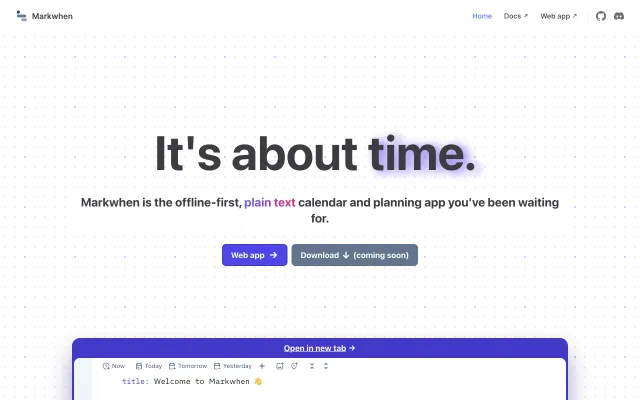 Markwhen
Home Docs ↗ Web app ↗
It's about time.
Markwhen is the offline-first, plain text calendar and planning app you've been waiting
for.
Web app → Download ↓ (coming soon)
Open in new tab →
Now Today Tomorrow Yesterday +
title: Welcome to Markwhen 👋